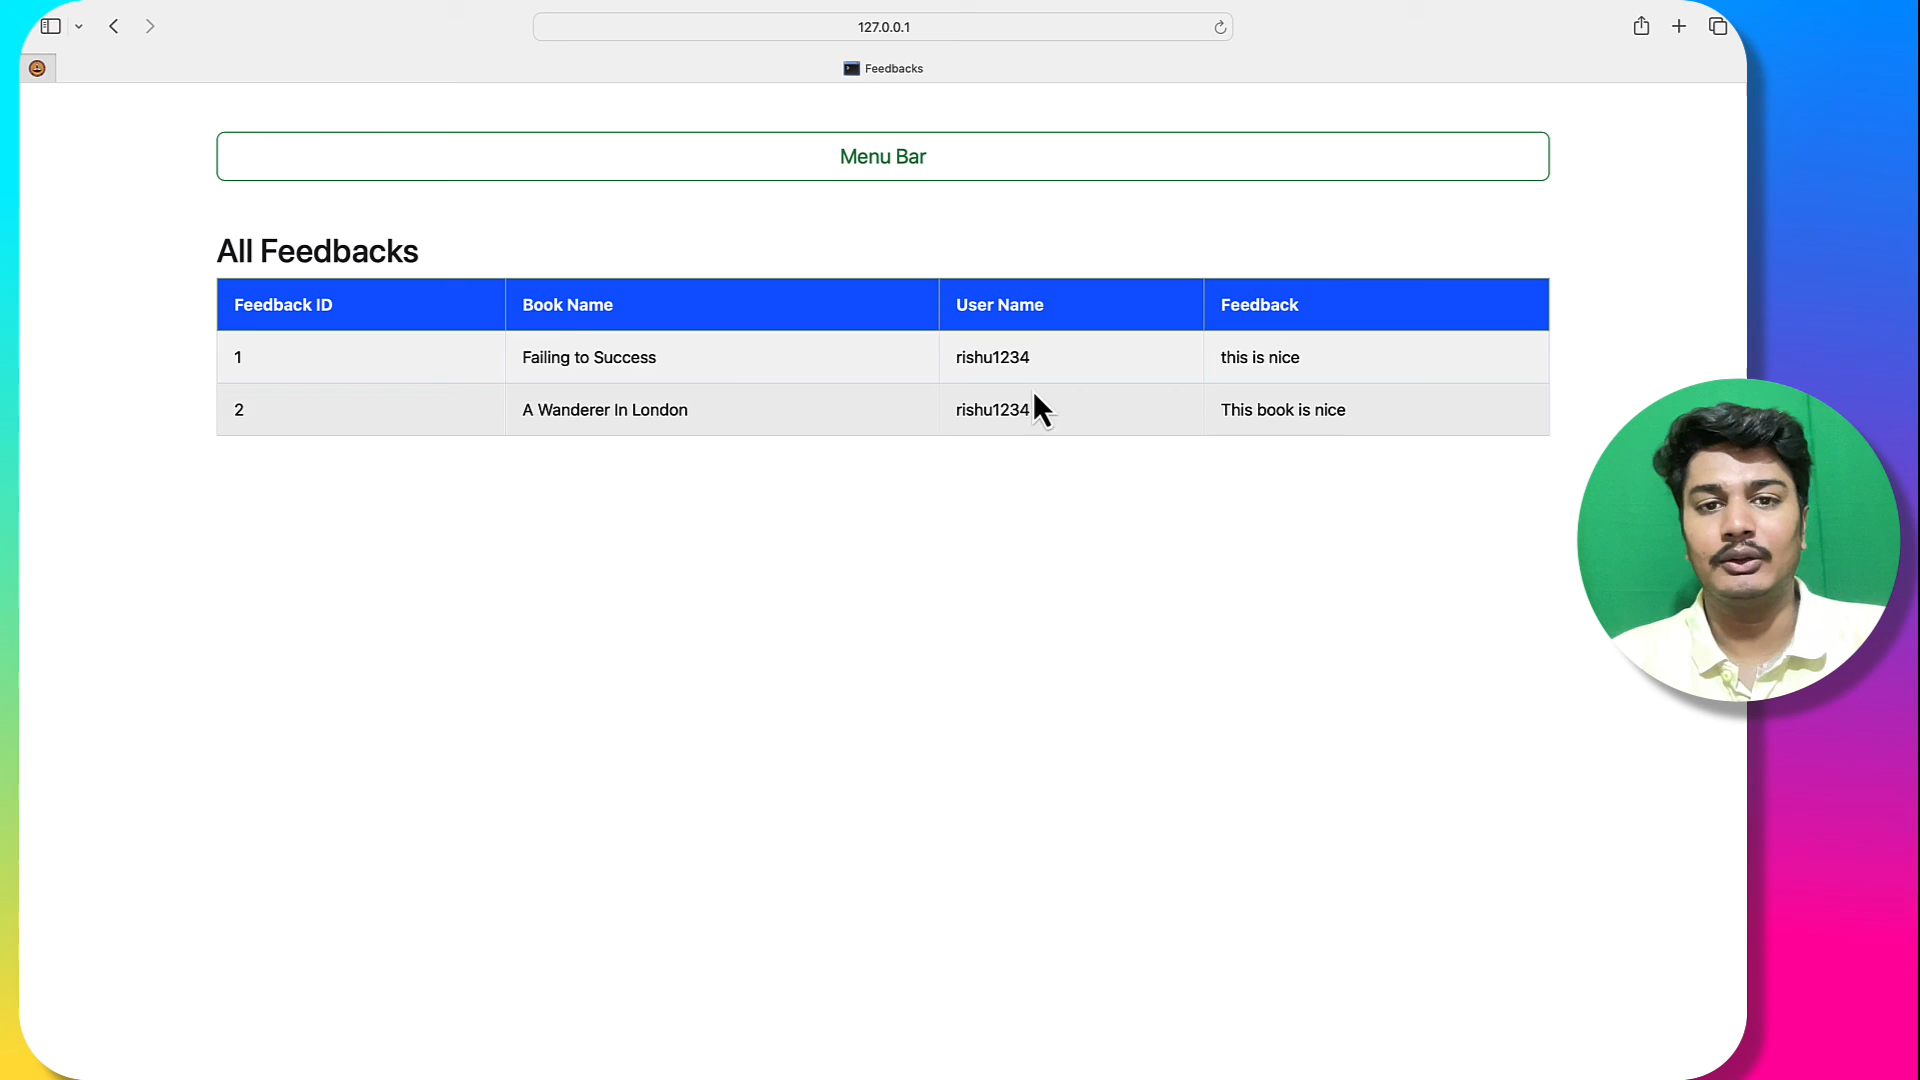 127.0.0.1
Feedbacks
Menu Bar
All Feedbacks
Feedback ID Book Name User Name Feedback
1 Failing to Success rishu1234 this is nice
2 A Wanderer In London rishu1234 This book is nice